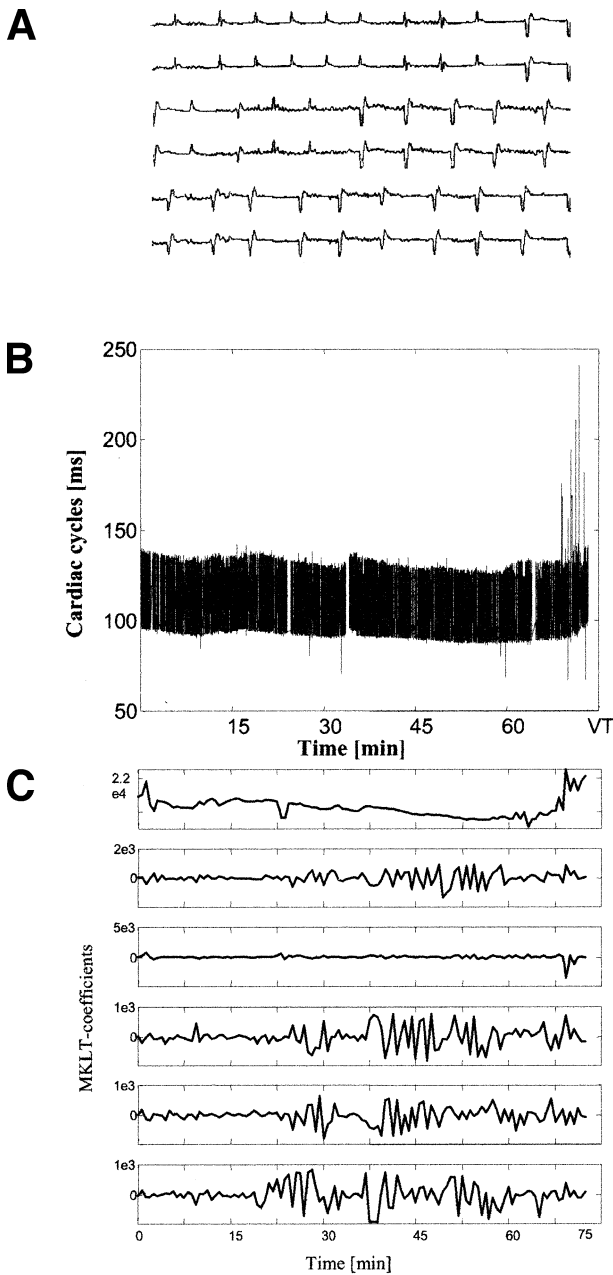 A
B
250
200
150
100
50
Cardiac cycles [ms]
15 30 45 60 VT
Time [min]
C
2.2
e4
2e3
0
5e3
0
1e3
0
1e3
0
1e3
0
MKLT-coefficients
0 15 30 45 60 75
Time [min]